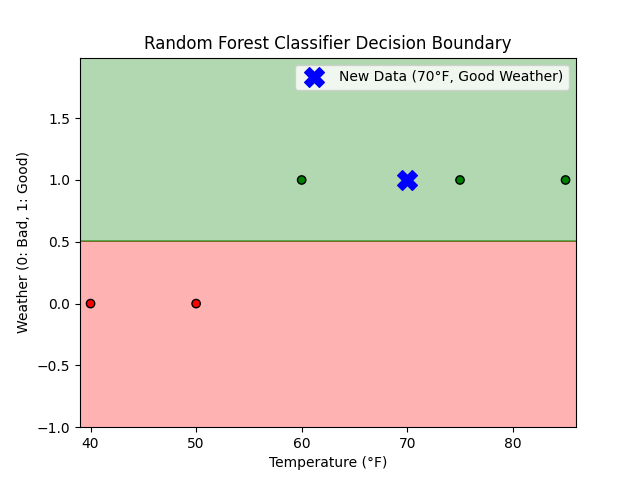 Random Forest Classifier Decision Boundary
New Data (70°F, Good Weather)
Weather (0: Bad, 1: Good)
1.5
1.0
0.5
0.0
−0.5
−1.0
40 50 60 70 80
Temperature (°F)